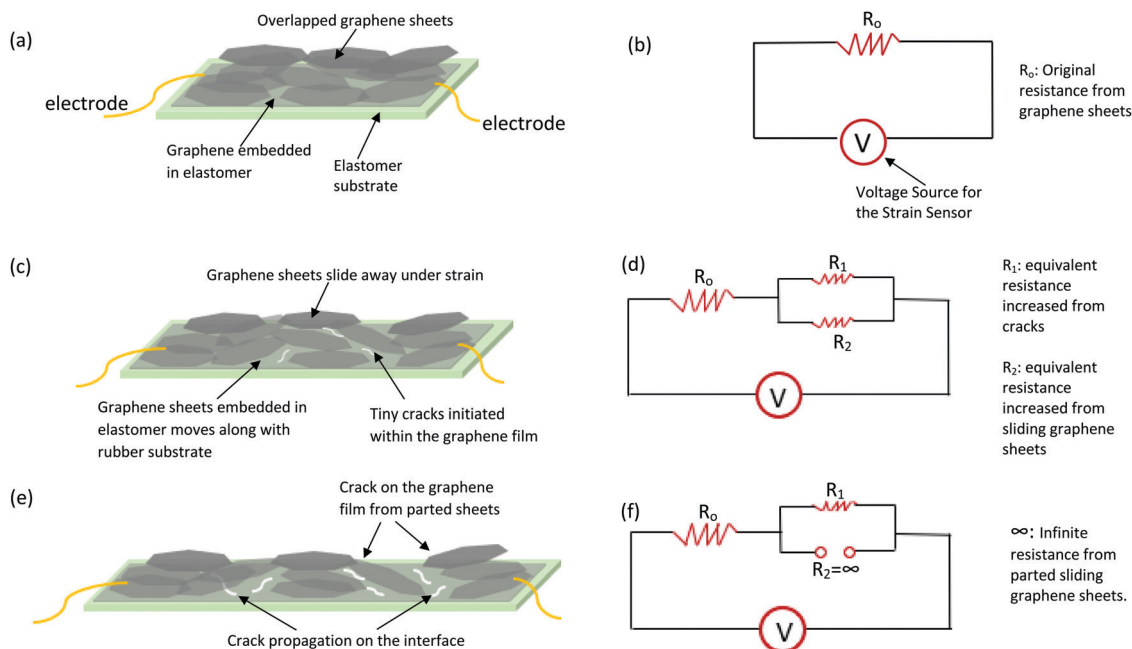 (a)
Overlapped graphene sheets
electrode
electrode
Graphene embedded
in elastomer
Elastomer
substrate
(b)
Ro
Ro: Original
resistance from
graphene sheets
V
Voltage Source for
the Strain Sensor
(c)
Graphene sheets slide away under strain
Graphene sheets embedded in
elastomer moves along with
rubber substrate
Tiny cracks initiated
within the graphene film
(d)
Ro
R1
R2
V
R1: equivalent
resistance
increased from
cracks
R2: equivalent
resistance
increased from
sliding graphene
sheets
(e)
Crack on the graphene
film from parted sheets
Crack propagation on the interface
(f)
Ro
R1
R2=∞
V
∞: Infinite
resistance from
parted sliding
graphene sheets.